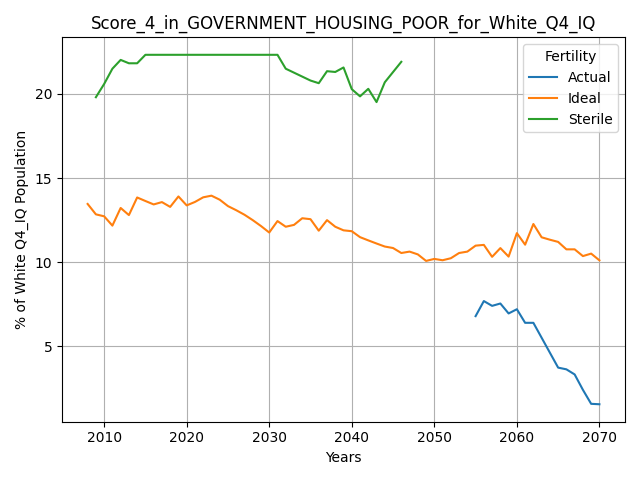 Score_4_in_GOVERNMENT_HOUSING_POOR_for_White_Q4_IQ
% of White Q4_IQ Population
20
15
10
5
Fertility
Actual
Ideal
Sterile
2010 2020 2030 2040 2050 2060 2070
Years